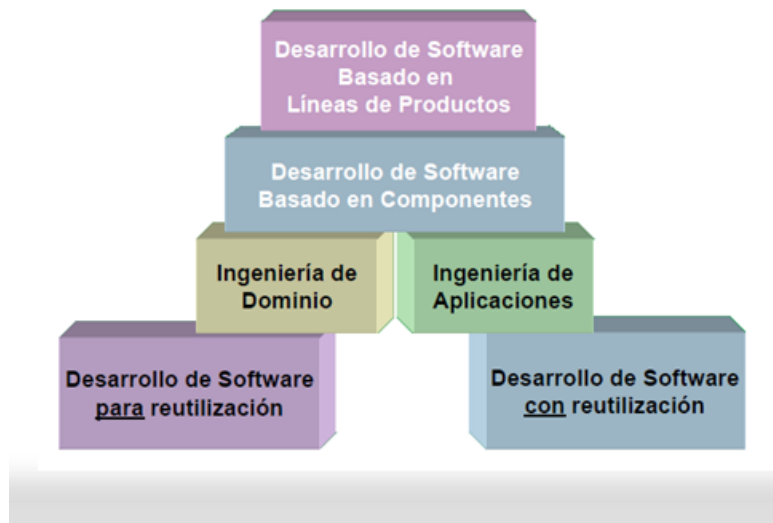 Desarrollo de Software
Basado en
Líneas de Productos
Desarrollo de Software
Basado en Componentes
Ingeniería de
Dominio
Ingeniería de
Aplicaciones
Desarrollo de Software
para reutilización
Desarrollo de Software
con reutilización